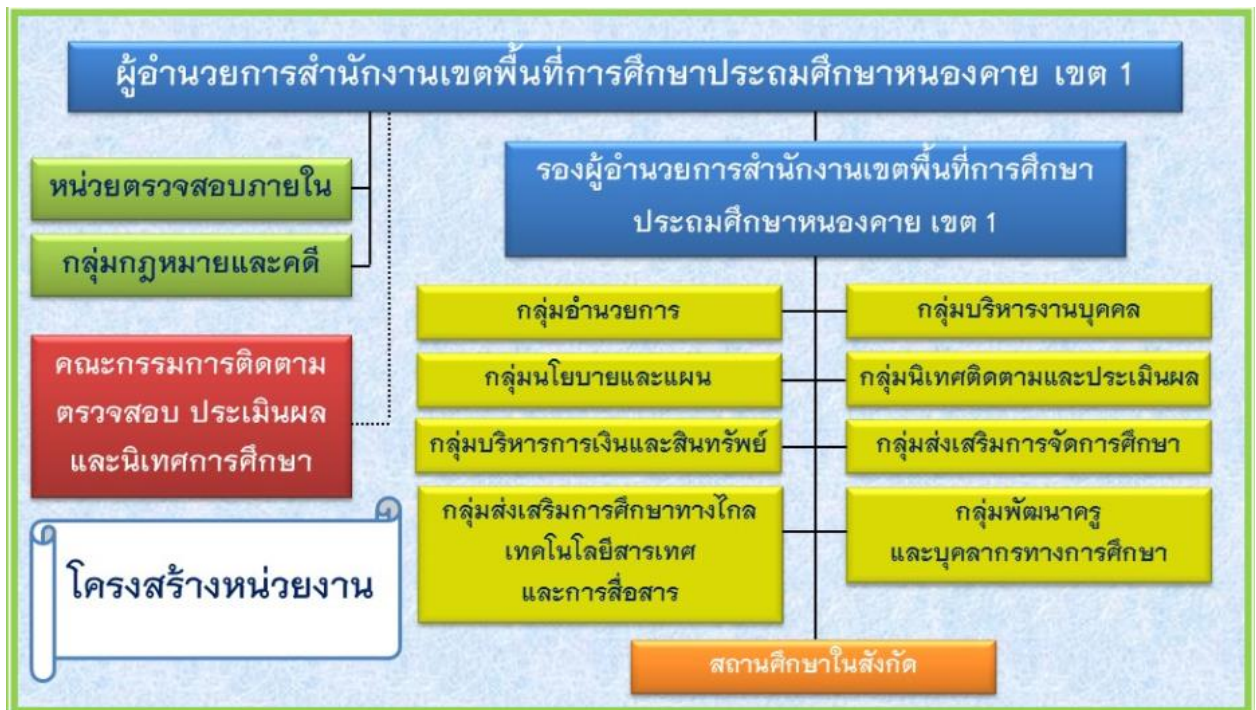 ผู้อำนวยการสำนักงานเขตพื้นที่การศึกษาประถมศึกษาหนองคาย เขต 1
รองผู้อำนวยการสำนักงานเขตพื้นที่การศึกษา
ประถมศึกษาหนองคาย เขต 1
หน่วยตรวจสอบภายใน
กลุ่มกฎหมายและคดี
คณะกรรมการติดตาม
ตรวจสอบ ประเมินผล
และนิเทศการศึกษา
โครงสร้างหน่วยงาน
กลุ่มอำนวยการ
กลุ่มบริหารงานบุคคล
กลุ่มนโยบายและแผน
กลุ่มนิเทศติดตามและประเมินผล
กลุ่มบริหารการเงินและสินทรัพย์
กลุ่มส่งเสริมการจัดการศึกษา
กลุ่มส่งเสริมการศึกษาทางไกล
เทคโนโลยีสารเทศ
และการสื่อสาร
กลุ่มพัฒนาครู
และบุคลากรทางการศึกษา
สถานศึกษาในสังกัด